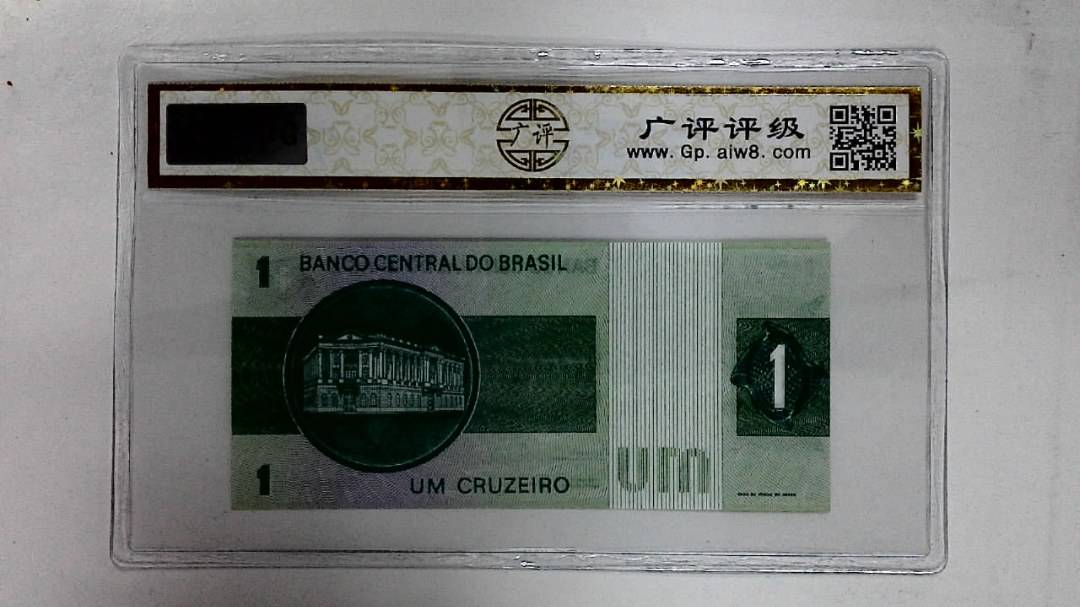 广评
广评评级
www. Gp. aiw8. com
1
BANCO CENTRAL DO BRASIL
1
1
UM CRUZEIRO
UM